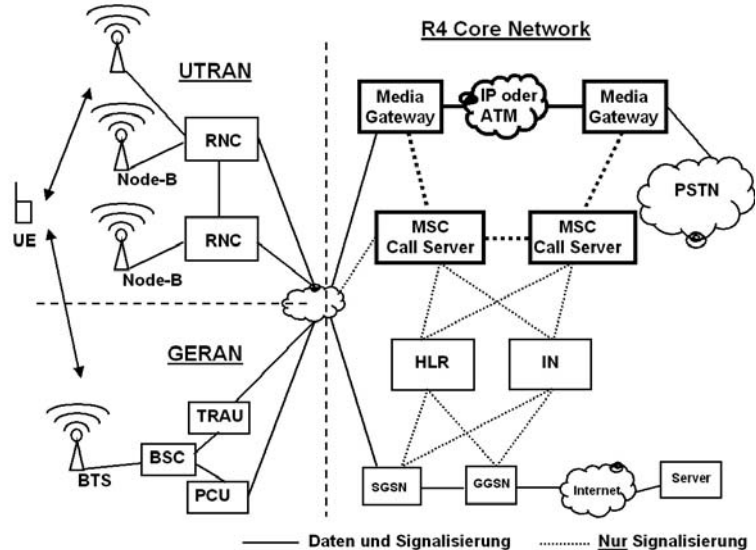 R4 Core Network
UTRAN
Media
Gateway
IP oder
ATM
Media
Gateway
RNC
Node-B
PSTN
UE
RNC
Node-B
MSC
Call Server
MSC
Call Server
GERAN
HLR
IN
TRAU
BSC
BTS
PCU
SGSN
GGSN
Internet
Server
Daten und Signalisierung
Nur Signalisierung